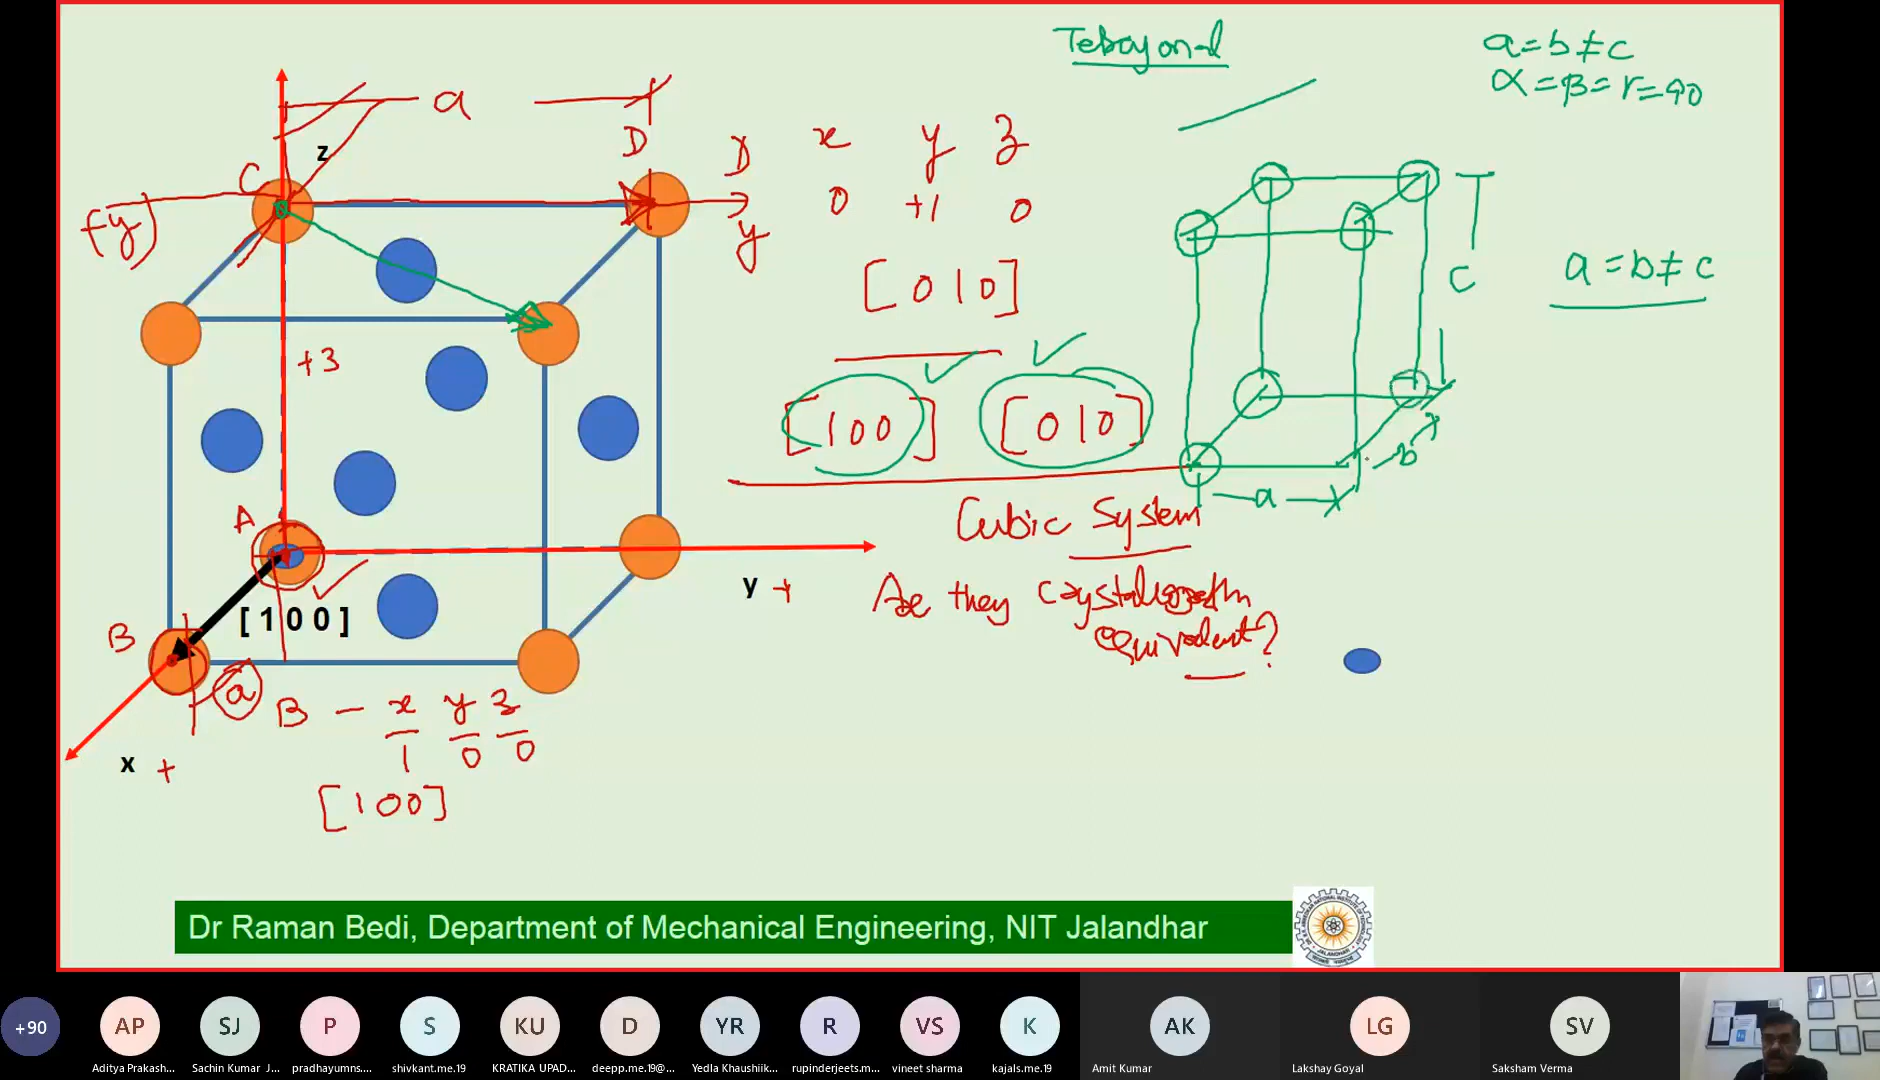 Tetragonal
a=b≠c
α=β=γ=90
a
z
C
D
D x y z
0 +1 0
(-y)
y
[0 1 0]
C
a = b ≠ c
+3
[100] [010]
b
a
A
Cubic System
y +
Are they crystallographic
equivalent?
[ 1 0 0 ]
B
a
B - x y z
1 0 0
x +
[100]
Dr Raman Bedi, Department of Mechanical Engineering, NIT Jalandhar
+90
AP
SJ
P
S
KU
D
YR
R
VS
K
AK
LG
SV
Aditya Prakash...
Sachin Kumar J...
pradhayumns....
shivkant.me.19
KRATIKA UPAD...
deepp.me.19@...
Yedla Khaushiik...
rupinderjeets.m...
vineet sharma
kajals.me.19
Amit Kumar
Lakshay Goyal
Saksham Verma